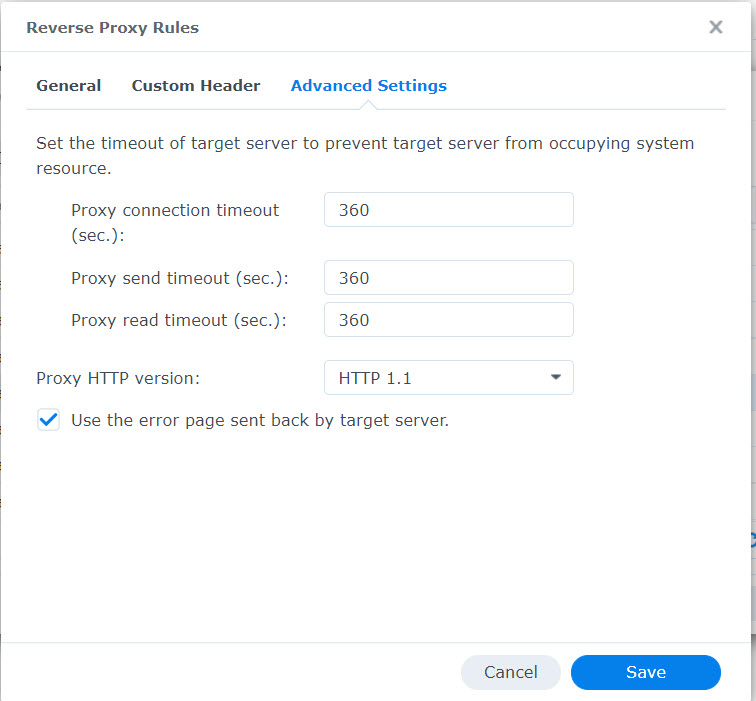 Reverse Proxy Rules
General Custom Header Advanced Settings
Set the timeout of target server to prevent target server from occupying system
resource.
Proxy connection timeout
(sec.):
360
Proxy send timeout (sec.): 360
Proxy read timeout (sec.): 360
Proxy HTTP version: HTTP 1.1
Use the error page sent back by target server.
Cancel Save